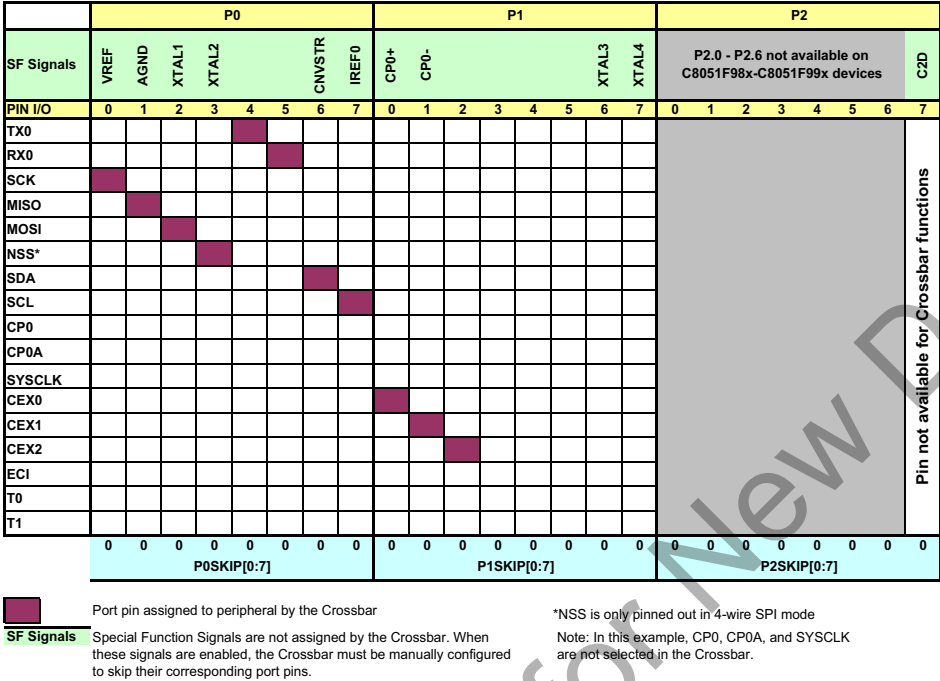 P0 P1 P2
SF Signals VREF AGND XTAL1 XTAL2 CNVSTR IREF0 CP0+ CP0- XTAL3 XTAL4 P2.0 - P2.6 not available on C8051F98x-C8051F99x devices C2D
PIN I/O 0 1 2 3 4 5 6 7 0 1 2 3 4 5 6 7 0 1 2 3 4 5 6 7
TX0
RX0
SCK
MISO
MOSI
NSS*
SDA
SCL
CP0
CP0A
SYSCLK
CEX0
CEX1
CEX2
ECI
T0
T1
Pin not available for Crossbar functions
0 0 0 0 0 0 0 0 0 0 0 0 0 0 0 0 0 0 0 0 0 0 0 0
P0SKIP[0:7] P1SKIP[0:7] P2SKIP[0:7]
Port pin assigned to peripheral by the Crossbar
*NSS is only pinned out in 4-wire SPI mode
SF Signals Special Function Signals are not assigned by the Crossbar. When
these signals are enabled, the Crossbar must be manually configured
to skip their corresponding port pins.
Note: In this example, CP0, CP0A, and SYSCLK
are not selected in the Crossbar.
for New D